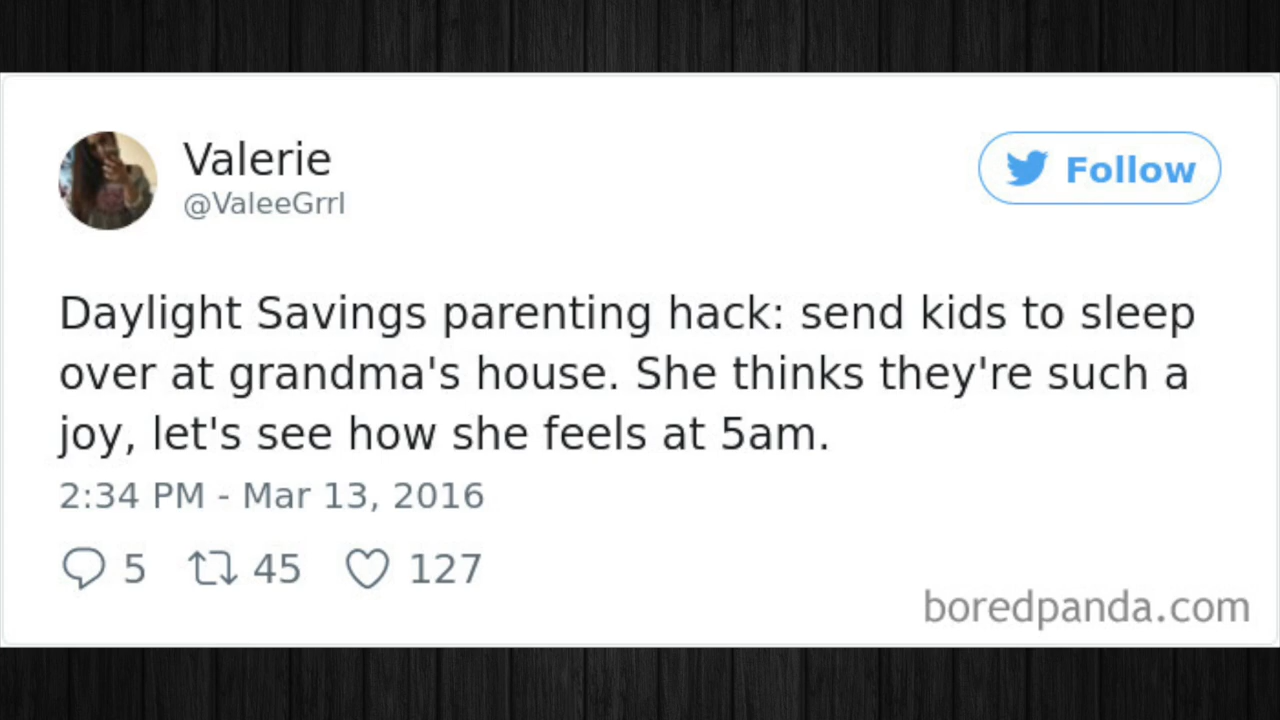 Valerie
@ValeeGrrl
Follow
Daylight Savings parenting hack: send kids to sleep
over at grandma's house. She thinks they're such a
joy, let's see how she feels at 5am.
2:34 PM - Mar 13, 2016
5 45 127
boredpanda.com